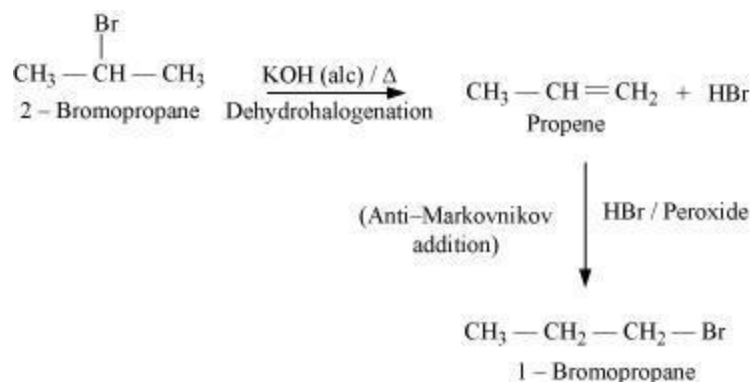 Br
CH₃ — CH — CH₃
2 – Bromopropane
KOH (alc) / Δ
Dehydrohalogenation
CH₃ — CH = CH₂ + HBr
Propene
(Anti–Markovnikov
addition)
HBr / Peroxide
CH₃ — CH₂ — CH₂ — Br
1 – Bromopropane